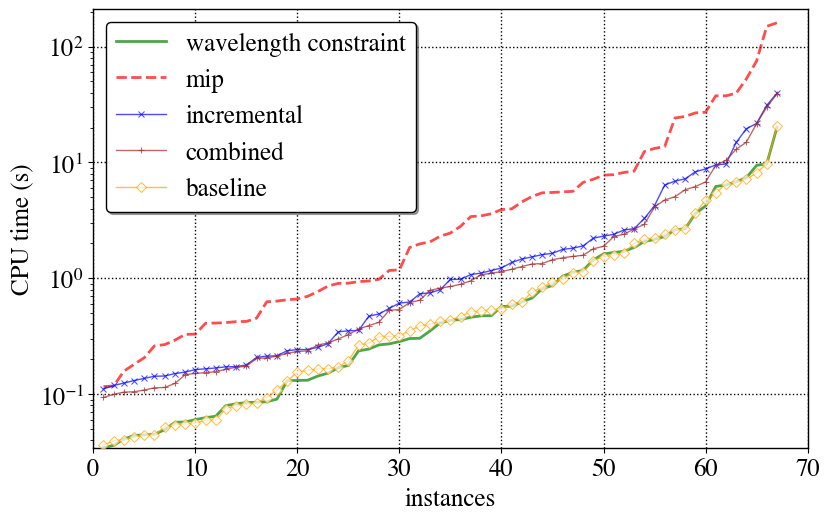 wavelength constraint
mip
incremental
combined
baseline
CPU time (s)
10²
10¹
10⁰
10⁻¹
0 10 20 30 40 50 60 70
instances